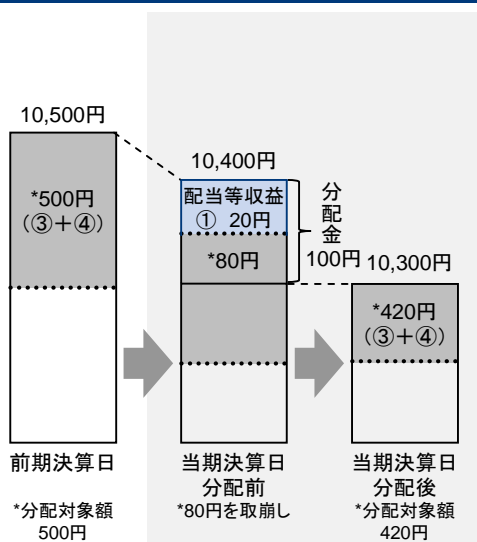 10,500円
*500円
（③＋④）
前期決算日
*分配対象額
500円
10,400円
配当等収益
① 20円
*80円
分配金
100円
当期決算日
分配前
*80円を取崩し
10,300円
*420円
（③＋④）
当期決算日
分配後
*分配対象額
420円